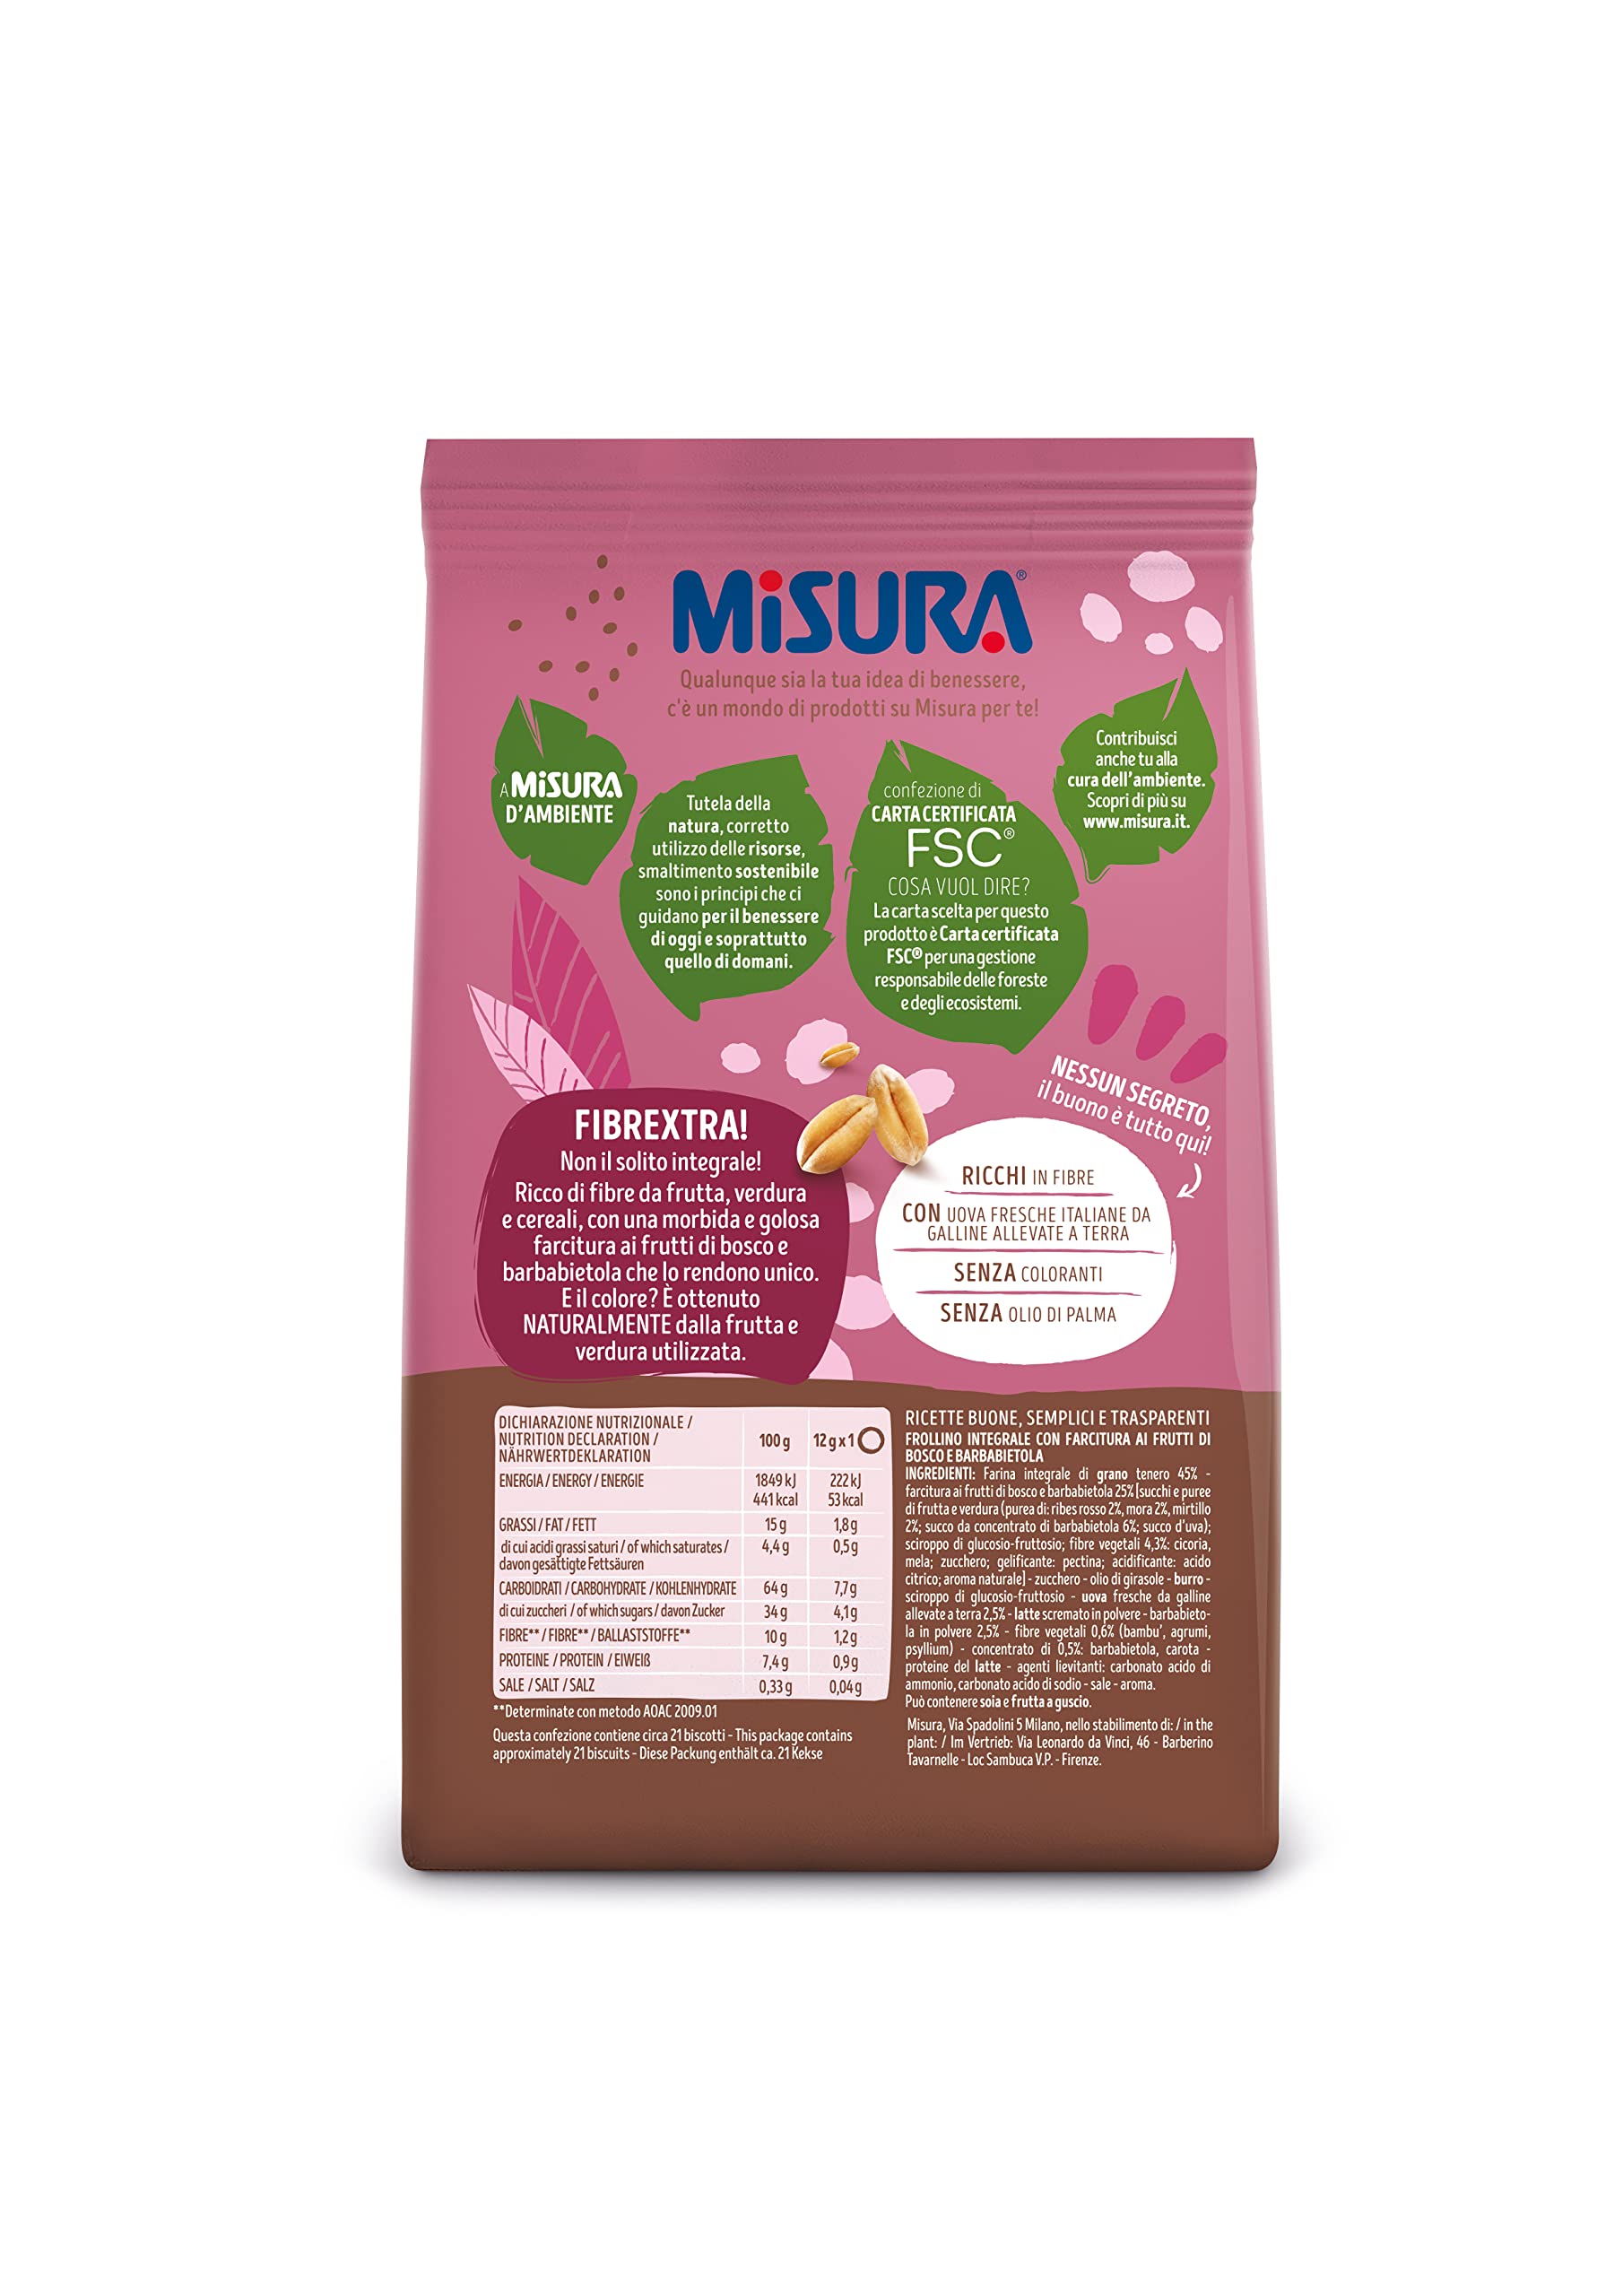 MiSURA®
Qualunque sia la tua idea di benessere,
c'è un mondo di prodotti su Misura per te!
A MiSURA
D'AMBIENTE
Tutela della
natura, corretto
utilizzo delle risorse,
smaltimento sostenibile
sono i principi che ci
guidano per il benessere
di oggi e soprattutto
quello di domani.
confezione di
CARTA CERTIFICATA
FSC®
COSA VUOL DIRE?
La carta scelta per questo
prodotto è Carta certificata
FSC® per una gestione
responsabile delle foreste
e degli ecosistemi.
Contribuisci
anche tu alla
cura dell'ambiente.
Scopri di più su
www.misura.it.
FIBREXTRA!
Non il solito integrale!
Ricco di fibre da frutta, verdura
e cereali, con una morbida e golosa
farcitura ai frutti di bosco e
barbabietola che lo rendono unico.
E il colore? È ottenuto
NATURALMENTE dalla frutta e
verdura utilizzata.
NESSUN SEGRETO,
il buono è tutto qui!
RICCHI IN FIBRE
CON UOVA FRESCHE ITALIANE DA
GALLINE ALLEVATE A TERRA
SENZA COLORANTI
SENZA OLIO DI PALMA
DICHIARAZIONE NUTRIZIONALE /
NUTRITION DECLARATION /
NÄHRWERTDEKLARATION
100 g 12 g x 1
ENERGIA / ENERGY / ENERGIE 1849 kJ 222 kJ
441 kcal 53 kcal
GRASSI / FAT / FETT 15 g 1,8 g
di cui acidi grassi saturi / of which saturates / 4,4 g 0,5 g
davon gesättigte Fettsäuren
CARBOIDRATI / CARBOHYDRATE / KOHLENHYDRATE 64 g 7,7 g
di cui zuccheri / of which sugars / davon Zucker 34 g 4,1 g
FIBRE** / FIBRE** / BALLASTSTOFFE** 10 g 1,2 g
PROTEINE / PROTEIN / EIWEIß 7,4 g 0,9 g
SALE / SALT / SALZ 0,33 g 0,04 g
**Determinate con metodo AOAC 2009.01
Questa confezione contiene circa 21 biscotti - This package contains
approximately 21 biscuits - Diese Packung enthält ca. 21 Kekse
RICETTE BUONE, SEMPLICI E TRASPARENTI
FROLLINO INTEGRALE CON FARCITURA AI FRUTTI DI
BOSCO E BARBABIETOLA
INGREDIENTI: Farina integrale di grano tenero 45% -
farcitura ai frutti di bosco e barbabietola 25% [succhi e puree
di frutta e verdura (purea di: ribes rosso 2%, mora 2%, mirtillo
2%; succo da concentrato di barbabietola 6%; succo d'uva);
sciroppo di glucosio-fruttosio; fibre vegetali 4,3%: cicoria,
mela; zucchero; gelificante: pectina; acidificante: acido
citrico; aroma naturale] - zucchero - olio di girasole - burro -
sciroppo di glucosio-fruttosio - uova fresche da galline
allevate a terra 2,5% - latte scremato in polvere - barbabieto-
la in polvere 2,5% - fibre vegetali 0,6% (bambu', agrumi,
psyllium) - concentrato di 0,5%: barbabietola, carota -
proteine del latte - agenti lievitanti: carbonato acido di
ammonio, carbonato acido di sodio - sale - aroma.
Può contenere soia e frutta a guscio.
Misura, Via Spadolini 5 Milano, nello stabilimento di: / in the
plant: / Im Vertrieb: Via Leonardo da Vinci, 46 - Barberino
Tavarnelle - Loc Sambuca V.P. - Firenze.